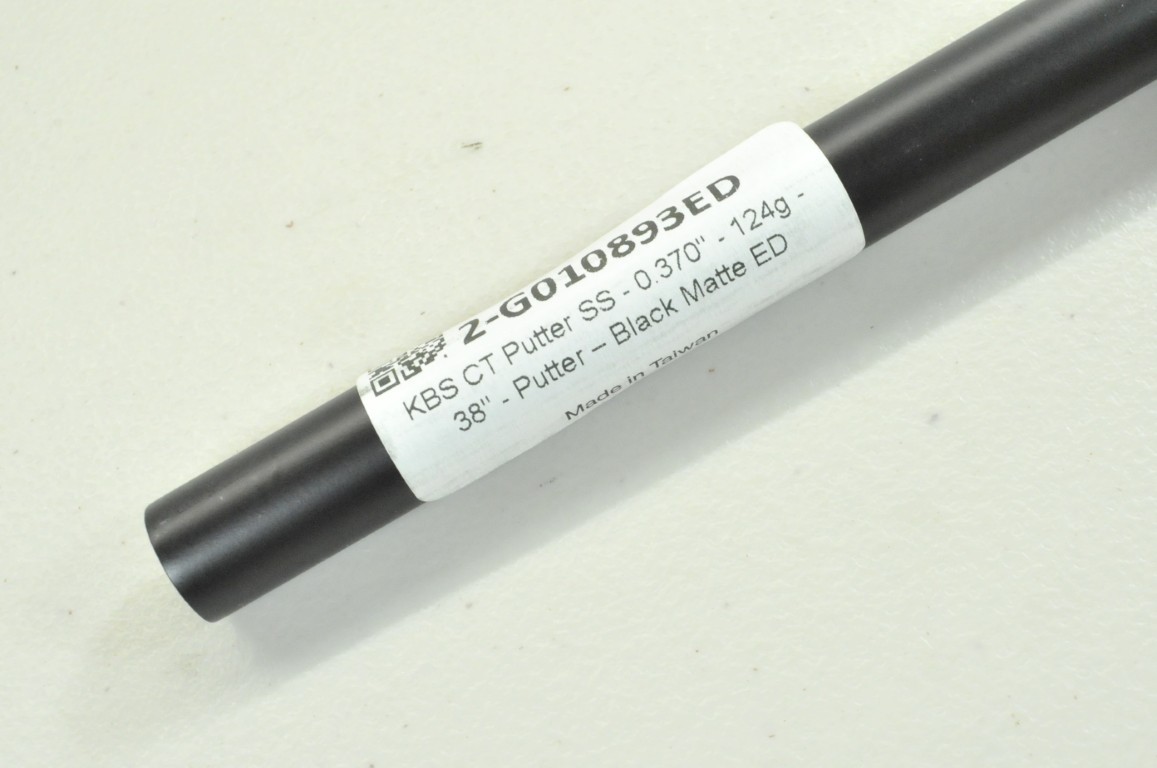 2-G010893ED
KBS CT Putter SS - 0.370" - 124g -
38" - Putter – Black Matte ED
Made in Taiwan